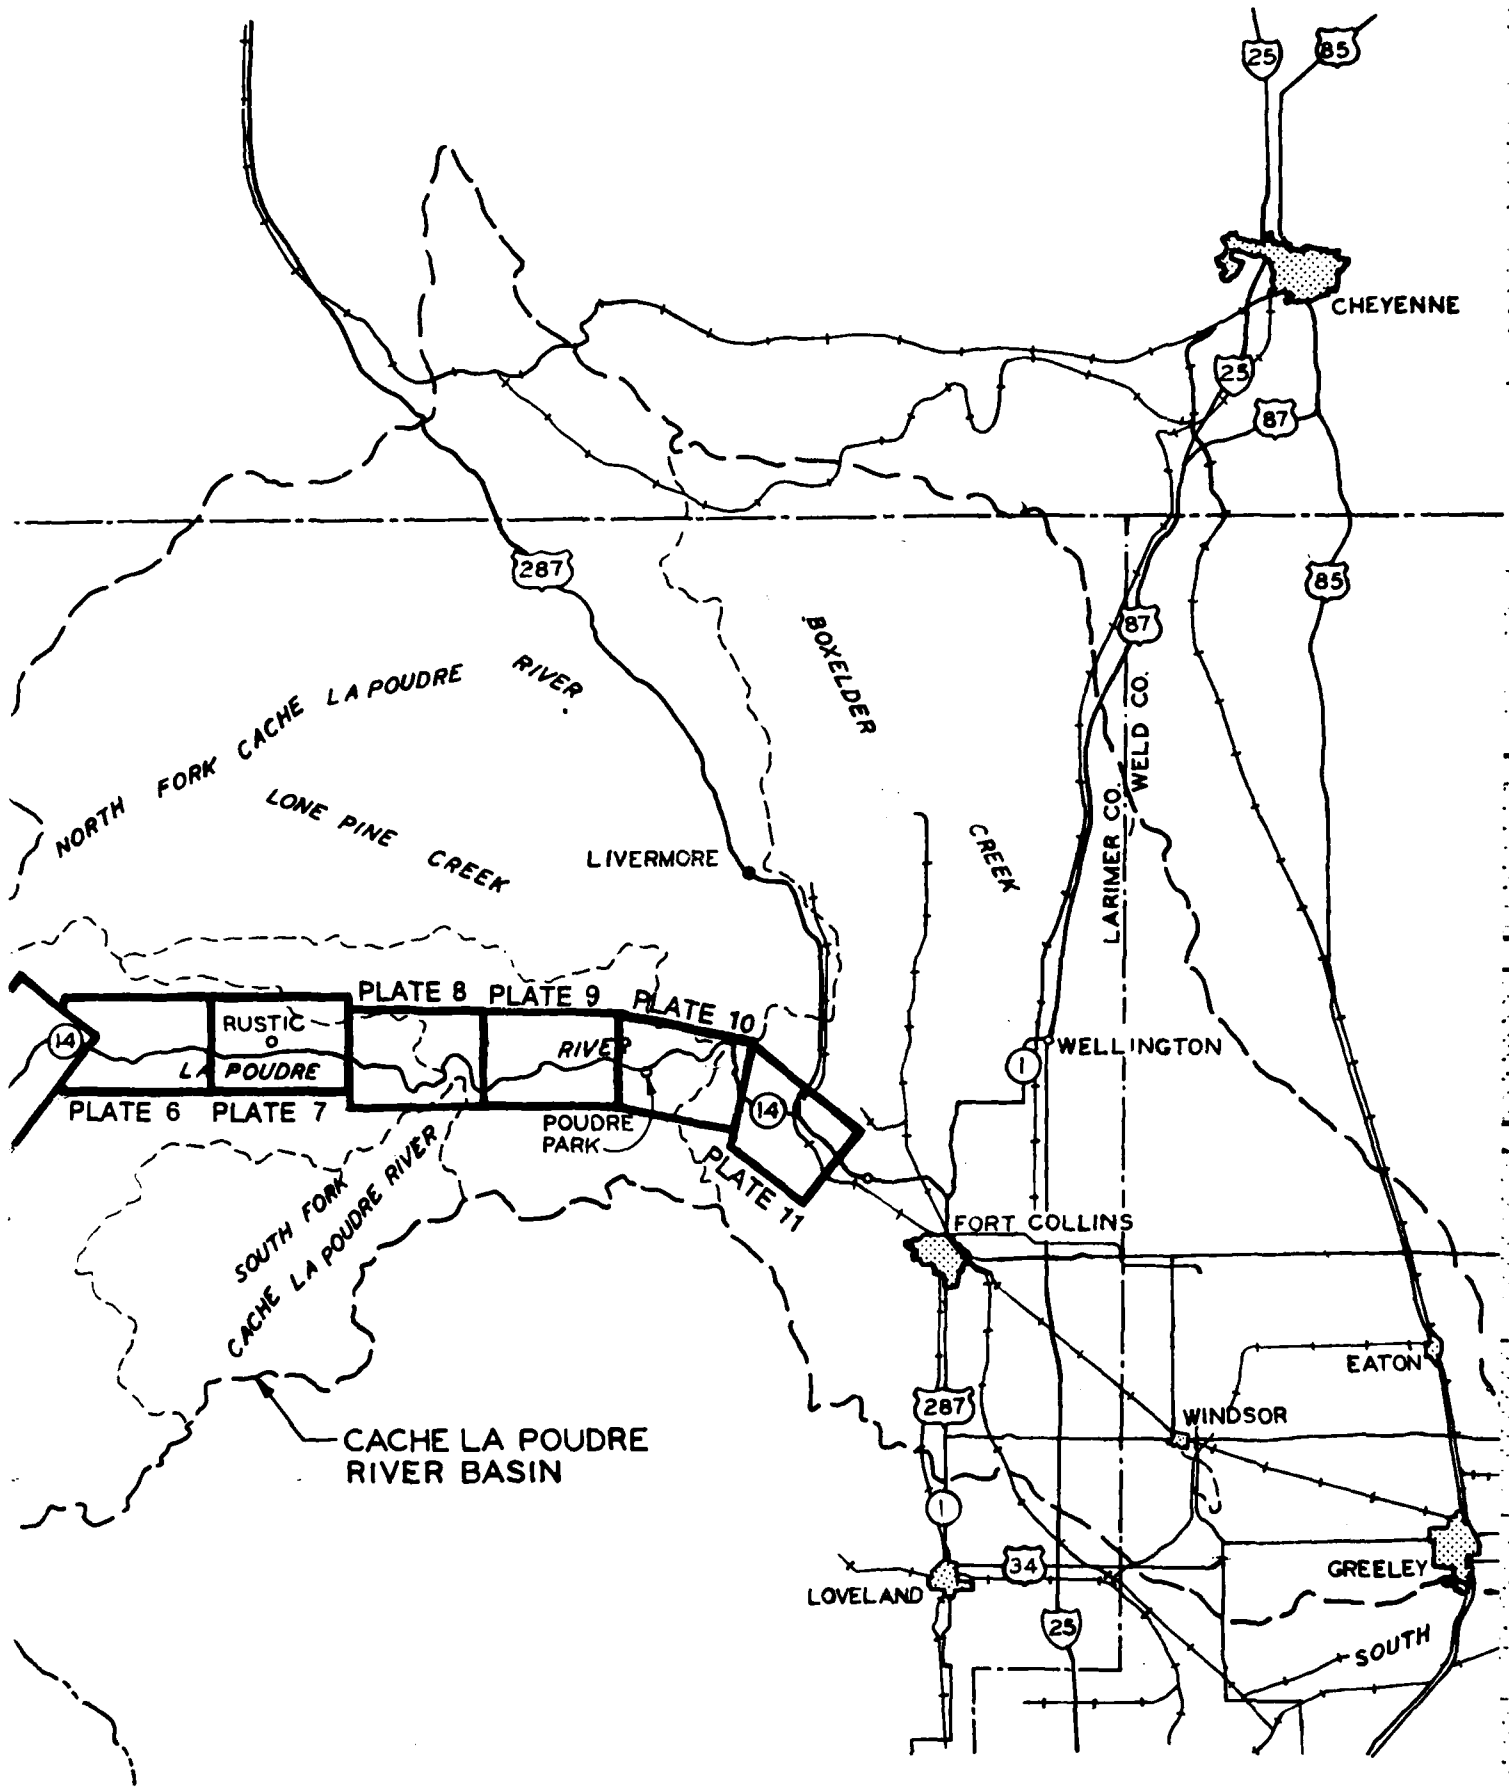 25
85
CHEYENNE
25
87
287
85
87
BOXELDER
CREEK
NORTH FORK CACHE LA POUDRE RIVER
LONE PINE CREEK
WELD CO.
LARIMER CO.
LIVERMORE
PLATE 8
PLATE 9
PLATE 10
14
RUSTIC
RIVER
LA POUDRE
WELLINGTON
1
PLATE 6
PLATE 7
14
POUDRE
PARK
PLATE 11
SOUTH FORK
CACHE LA POUDRE RIVER
FORT COLLINS
EATON
287
WINDSOR
CACHE LA POUDRE
RIVER BASIN
1
34
GREELEY
LOVELAND
25
SOUTH